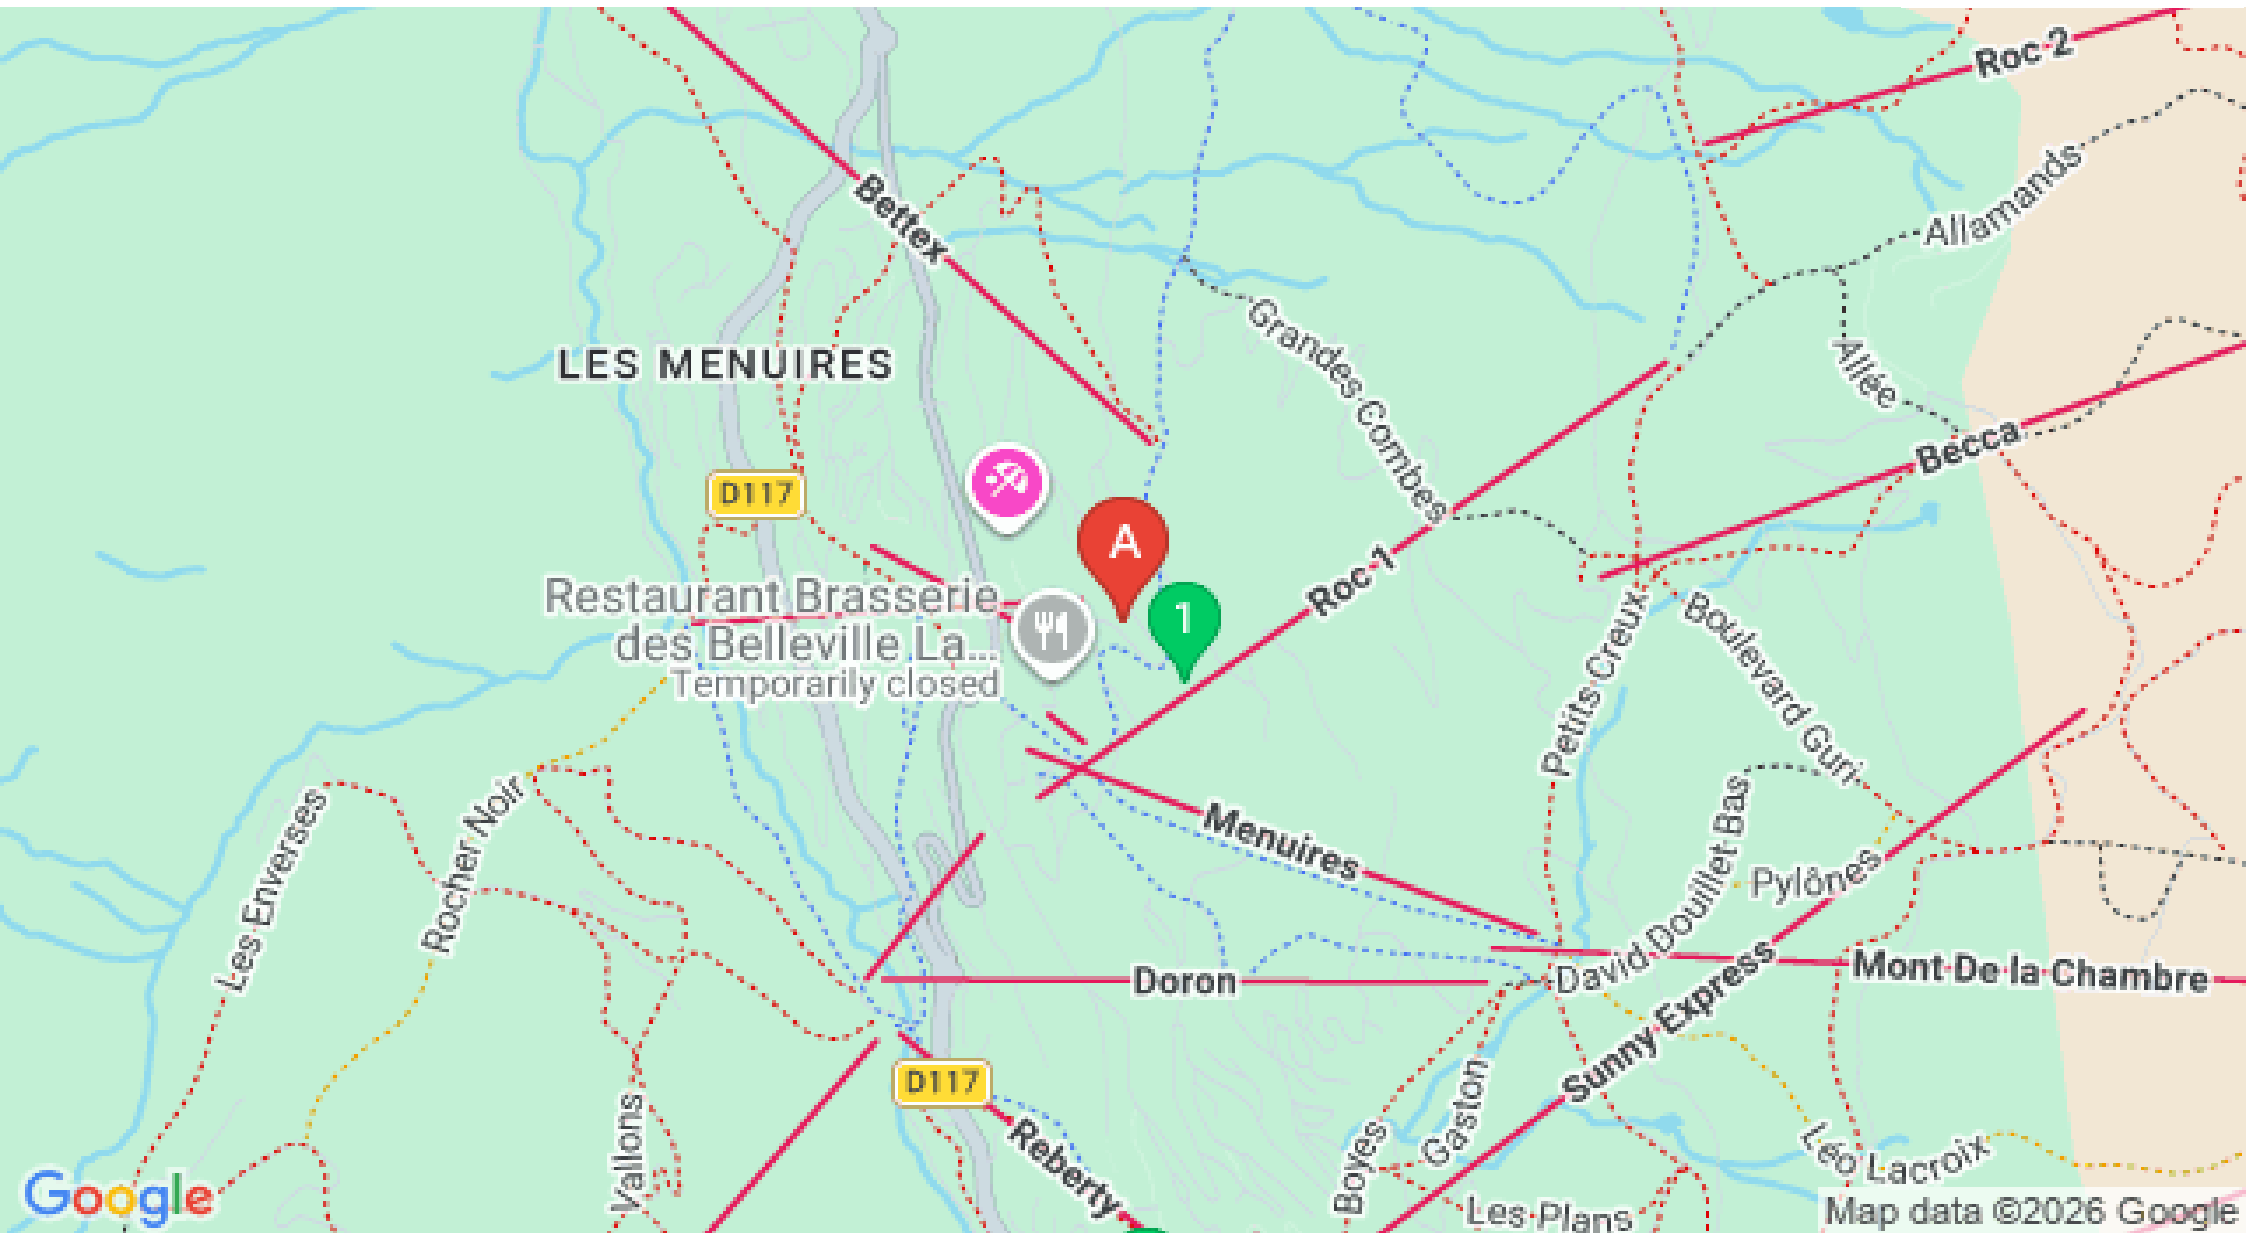 Roc 2
Allamands
Bettex
Grandes Combes
Allée
LES MENUIRES
Becca
D117
A
Roc 1
1
Restaurant Brasserie
des Belleville La...
Temporarily closed
Petits Creux
Boulevard Guri
Les Enverses
Rocher Noir
Menuires
David Douillet Bas
Pylônes
Doron
Mont De la Chambre
Sunny Express
D117
Reberty
Vallons
Boyes
Gaston
Léo Lacroix
Les Plans
Google
Map data ©2026 Google